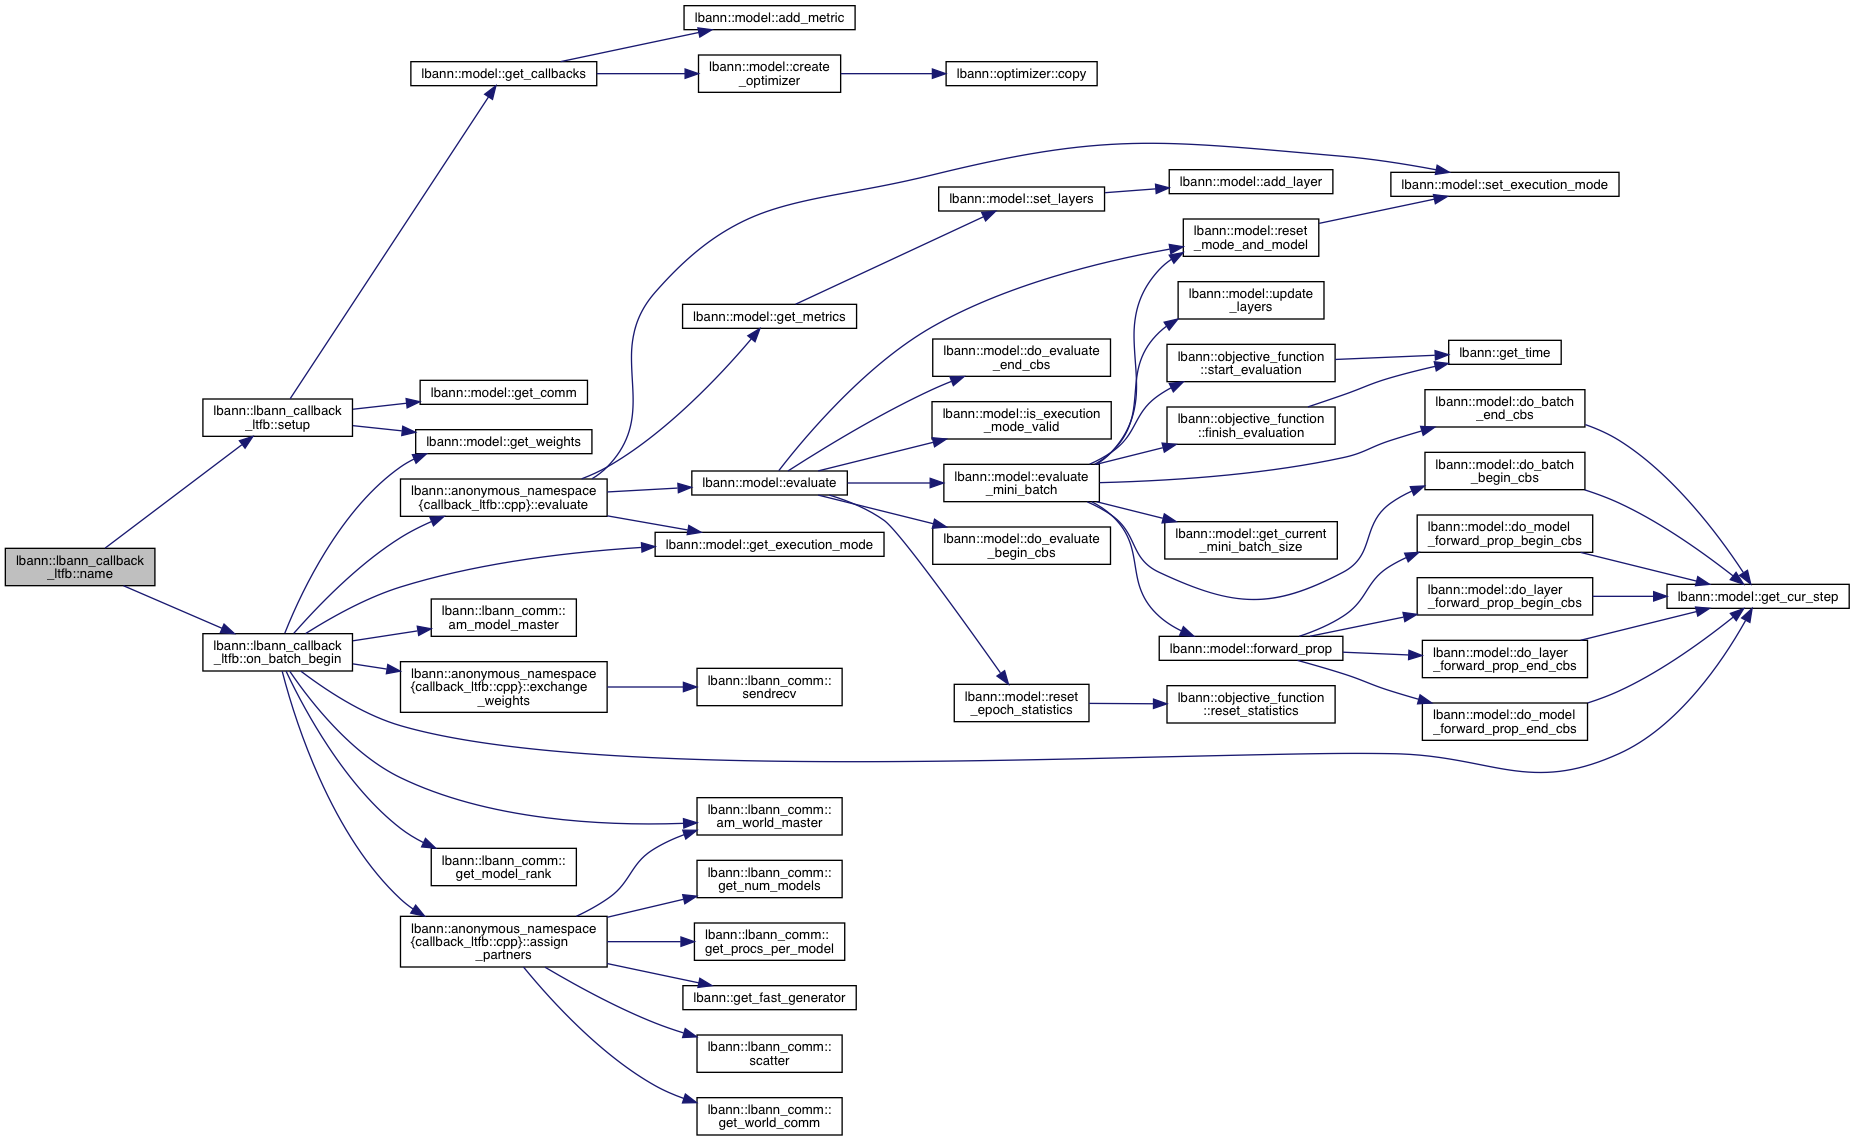 lbann::model::add_metric
lbann::model::get_callbacks
lbann::model::create
_optimizer
lbann::optimizer::copy
lbann::model::set_execution_mode
lbann::model::add_layer
lbann::model::set_layers
lbann::model::reset
_mode_and_model
lbann::model::update
_layers
lbann::model::get_metrics
lbann::model::do_evaluate
_end_cbs
lbann::objective_function
::start_evaluation
lbann::get_time
lbann::model::get_comm
lbann::lbann_callback
_ltfb::setup
lbann::model::get_weights
lbann::model::is_execution
_mode_valid
lbann::objective_function
::finish_evaluation
lbann::model::do_batch
_end_cbs
lbann::anonymous_namespace
{callback_ltfb::cpp}::evaluate
lbann::model::evaluate
lbann::model::evaluate
_mini_batch
lbann::model::do_batch
_begin_cbs
lbann::model::get_execution_mode
lbann::model::do_evaluate
_begin_cbs
lbann::model::get_current
_mini_batch_size
lbann::model::do_model
_forward_prop_begin_cbs
lbann::lbann_callback
_ltfb::name
lbann::model::do_layer
_forward_prop_begin_cbs
lbann::model::get_cur_step
lbann::lbann_comm::
am_model_master
lbann::lbann_callback
_ltfb::on_batch_begin
lbann::model::forward_prop
lbann::model::do_layer
_forward_prop_end_cbs
lbann::anonymous_namespace
{callback_ltfb::cpp}::exchange
_weights
lbann::lbann_comm::
sendrecv
lbann::model::reset
_epoch_statistics
lbann::objective_function
::reset_statistics
lbann::model::do_model
_forward_prop_end_cbs
lbann::lbann_comm::
am_world_master
lbann::lbann_comm::
get_model_rank
lbann::lbann_comm::
get_num_models
lbann::anonymous_namespace
{callback_ltfb::cpp}::assign
_partners
lbann::lbann_comm::
get_procs_per_model
lbann::get_fast_generator
lbann::lbann_comm::
scatter
lbann::lbann_comm::
get_world_comm